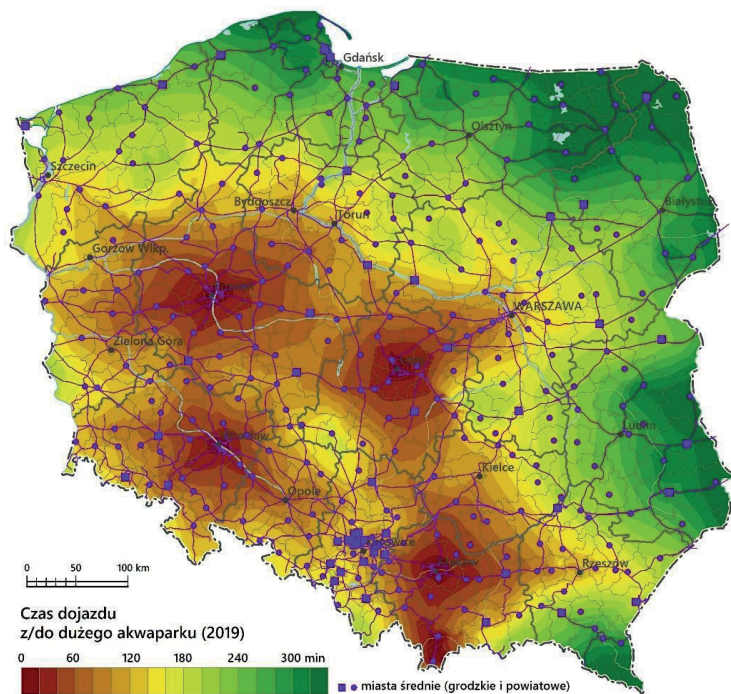 Gdańsk
Olsztyn
Szczecin
Białystok
Bydgoszcz
Toruń
Gorzów Wlkp.
WARSZAWA
Zielona Góra
Lublin
Kielce
Opole
Rzeszów
0 50 100 km
Czas dojazdu
z/do dużego akwaparku (2019)
0 60 120 180 240 300 min
miasta średnie (grodzkie i powiatowe)